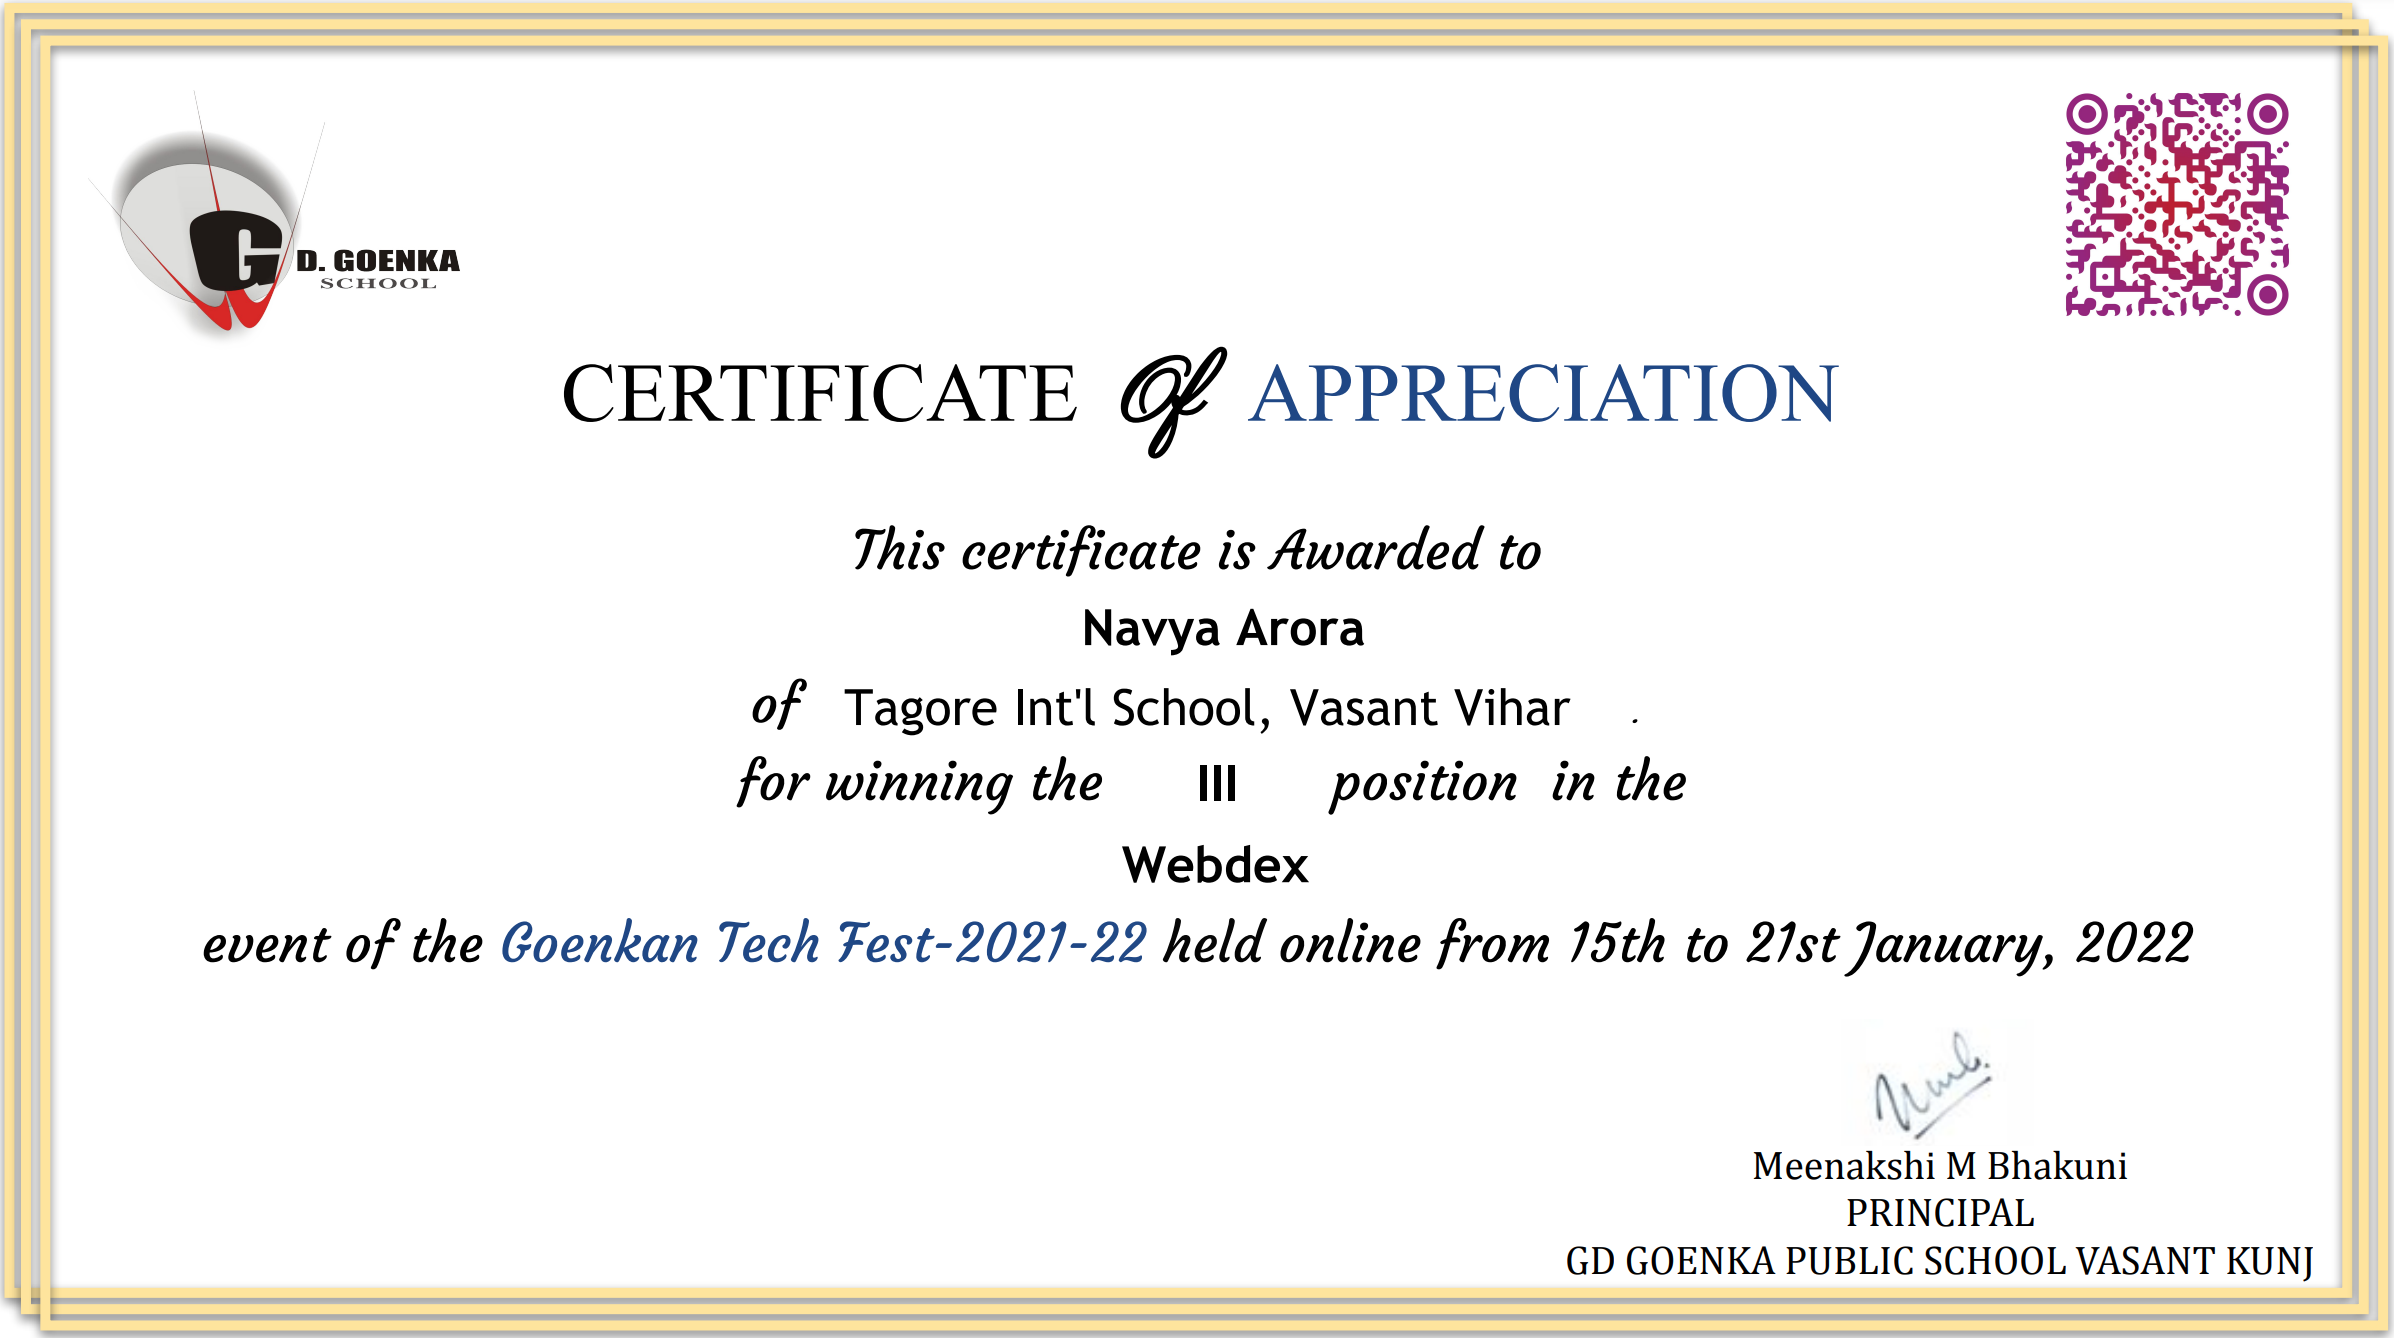 G D. GOENKA
SCHOOL
CERTIFICATE Of APPRECIATION
This certificate is Awarded to
Navya Arora
of Tagore Int'l School, Vasant Vihar .
for winning the III position in the
Webdex
event of the Goenkan Tech Fest-2021-22 held online from 15th to 21st January, 2022
Meenakshi M Bhakuni
PRINCIPAL
GD GOENKA PUBLIC SCHOOL VASANT KUNJ